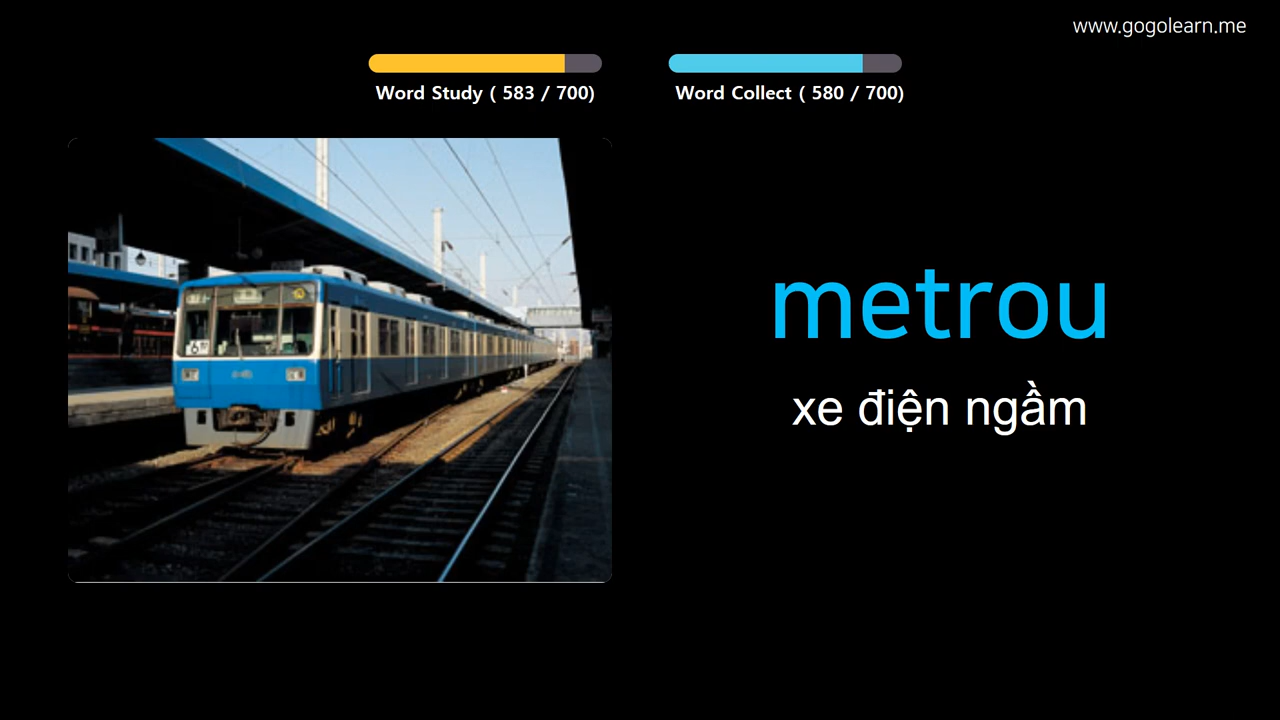 www.gogolearn.me
Word Study ( 583 / 700)
Word Collect ( 580 / 700)
metrou
xe điện ngầm